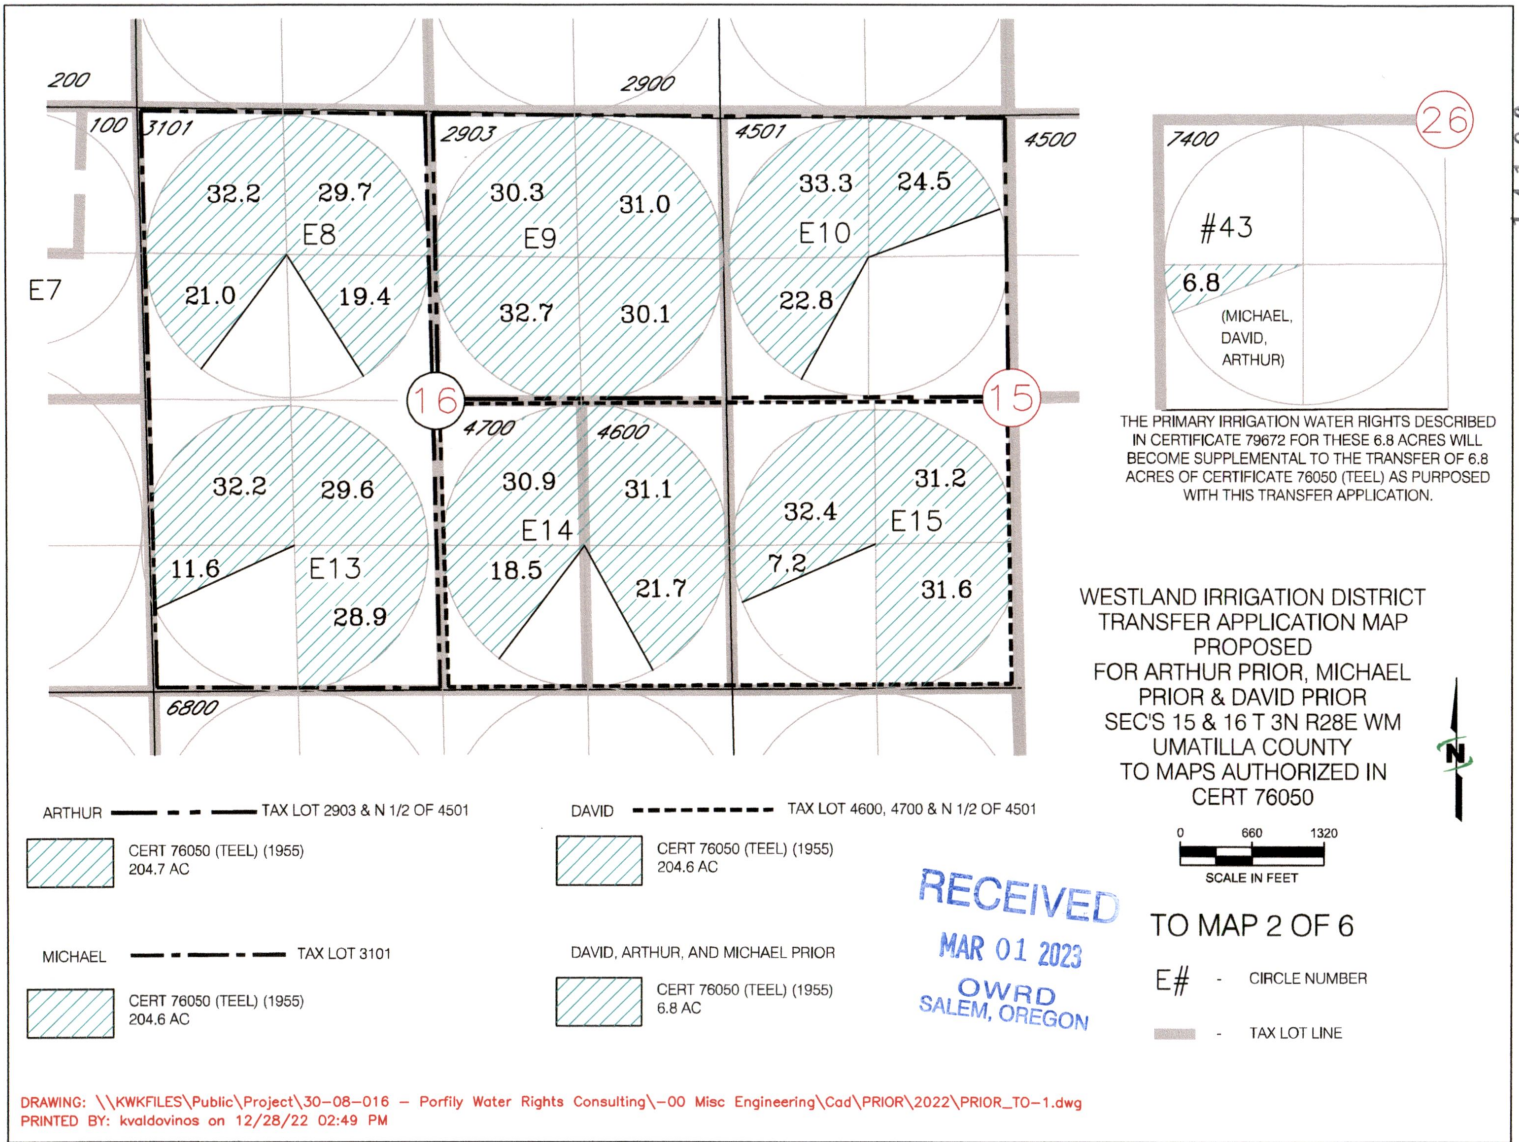 200
2900
100
3101
2903
4501
4500
32.2
29.7
E8
21.0
19.4
E7
30.3
31.0
E9
32.7
30.1
33.3
24.5
E10
22.8
16
15
4700
4600
32.2
29.6
11.6
E13
28.9
30.9
31.1
E14
18.5
21.7
31.2
32.4
E15
7.2
31.6
6800
26
7400
#43
6.8
(MICHAEL,
DAVID,
ARTHUR)
THE PRIMARY IRRIGATION WATER RIGHTS DESCRIBED
IN CERTIFICATE 79672 FOR THESE 6.8 ACRES WILL
BECOME SUPPLEMENTAL TO THE TRANSFER OF 6.8
ACRES OF CERTIFICATE 76050 (TEEL) AS PURPOSED
WITH THIS TRANSFER APPLICATION.
WESTLAND IRRIGATION DISTRICT
TRANSFER APPLICATION MAP
PROPOSED
FOR ARTHUR PRIOR, MICHAEL
PRIOR & DAVID PRIOR
SEC'S 15 & 16 T 3N R28E WM
UMATILLA COUNTY
TO MAPS AUTHORIZED IN
CERT 76050
N
0 660 1320
SCALE IN FEET
TO MAP 2 OF 6
E# - CIRCLE NUMBER
- TAX LOT LINE
ARTHUR TAX LOT 2903 & N 1/2 OF 4501
CERT 76050 (TEEL) (1955)
204.7 AC
DAVID TAX LOT 4600, 4700 & N 1/2 OF 4501
CERT 76050 (TEEL) (1955)
204.6 AC
MICHAEL TAX LOT 3101
CERT 76050 (TEEL) (1955)
204.6 AC
DAVID, ARTHUR, AND MICHAEL PRIOR
CERT 76050 (TEEL) (1955)
6.8 AC
RECEIVED
MAR 01 2023
OWRD
SALEM, OREGON
DRAWING: \\KWKFILES\Public\Project\30-08-016 - Porfily Water Rights Consulting\-00 Misc Engineering\Cad\PRIOR\2022\PRIOR_TO-1.dwg
PRINTED BY: kvaldovinos on 12/28/22 02:49 PM